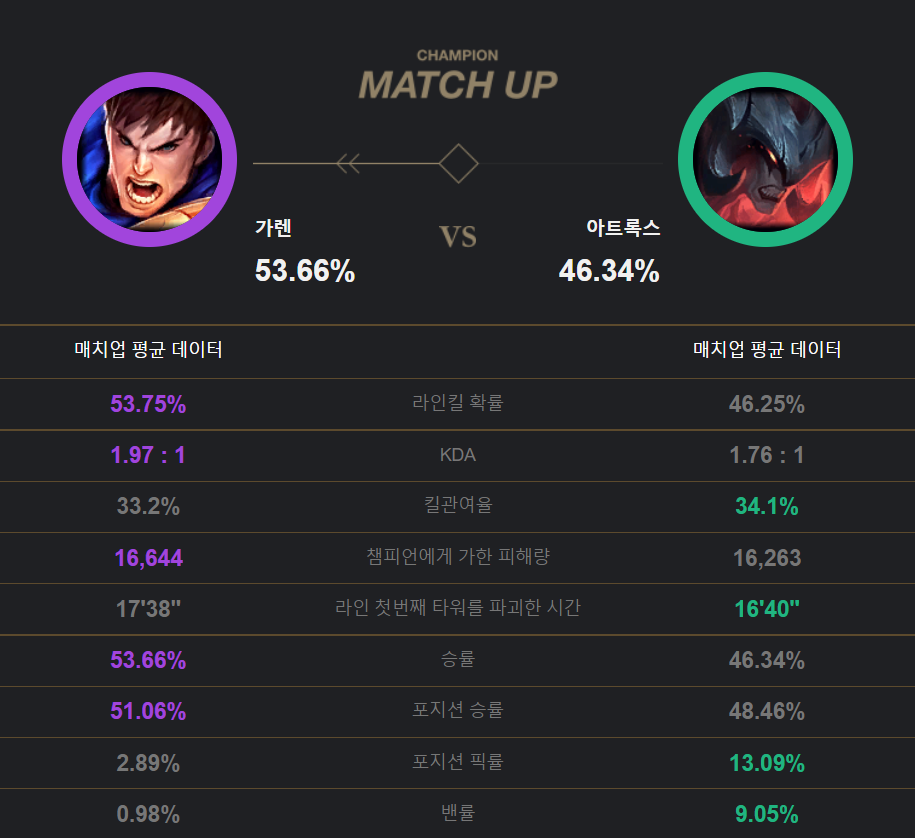 CHAMPION
MATCH UP
가렌 VS 아트록스
53.66% 46.34%
매치업 평균 데이터 매치업 평균 데이터
53.75% 라인킬 확률 46.25%
1.97 : 1 KDA 1.76 : 1
33.2% 킬관여율 34.1%
16,644 챔피언에게 가한 피해량 16,263
17'38" 라인 첫번째 타워를 파괴한 시간 16'40"
53.66% 승률 46.34%
51.06% 포지션 승률 48.46%
2.89% 포지션 픽률 13.09%
0.98% 밴률 9.05%